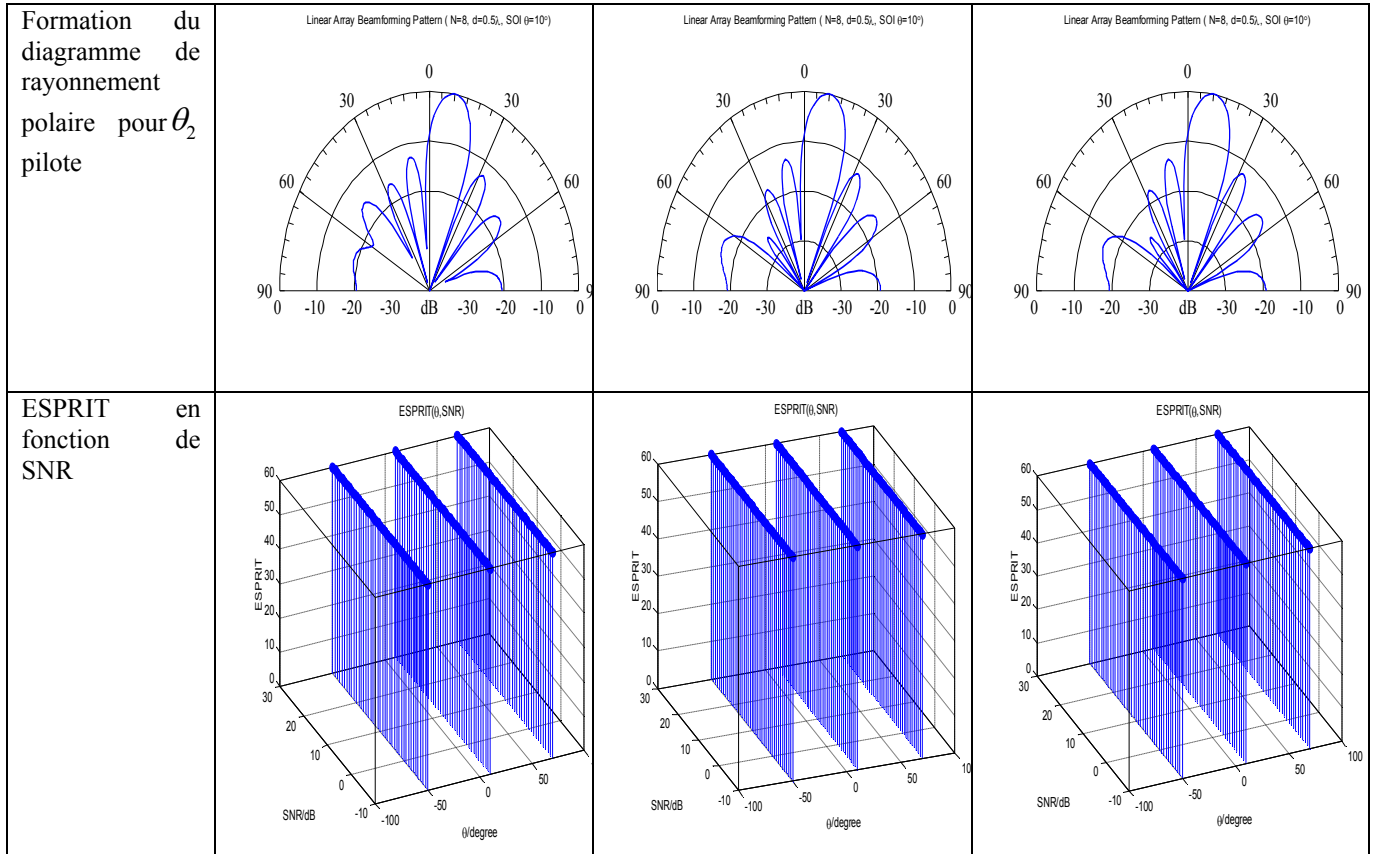 Formation du
diagramme de
rayonnement
polaire pour θ₂
pilote
Linear Array Beamforming Pattern ( N=8, d=0.5λ, SOI θ=10°)
0
30 30
60 60
90 9
0 -10 -20 -30 dB -30 -20 -10 0
Linear Array Beamforming Pattern ( N=8, d=0.5λ, SOI θ=10°)
0
30 30
60 60
90 90
0 -10 -20 -30 dB -30 -20 -10 0
Linear Array Beamforming Pattern ( N=8, d=0.5λ, SOI θ=10°)
0
30 30
60 60
90 90
0 -10 -20 -30 dB -30 -20 -10 0
ESPRIT en
fonction de
SNR
ESPRIT(θ,SNR)
60
50
40
30
20
10
0
ESPRIT
30
20
10
0
-10
SNR/dB
-100
-50
0
50
θ/degree
ESPRIT(θ,SNR)
60
50
40
30
20
10
0
ESPRIT
30
20
10
0
-10
SNR/dB
-100
-50
0
50
10
θ/degree
ESPRIT(θ,SNR)
60
50
40
30
20
10
0
ESPRIT
30
20
10
0
-10
SNR/dB
-100
-50
0
50
100
θ/degree